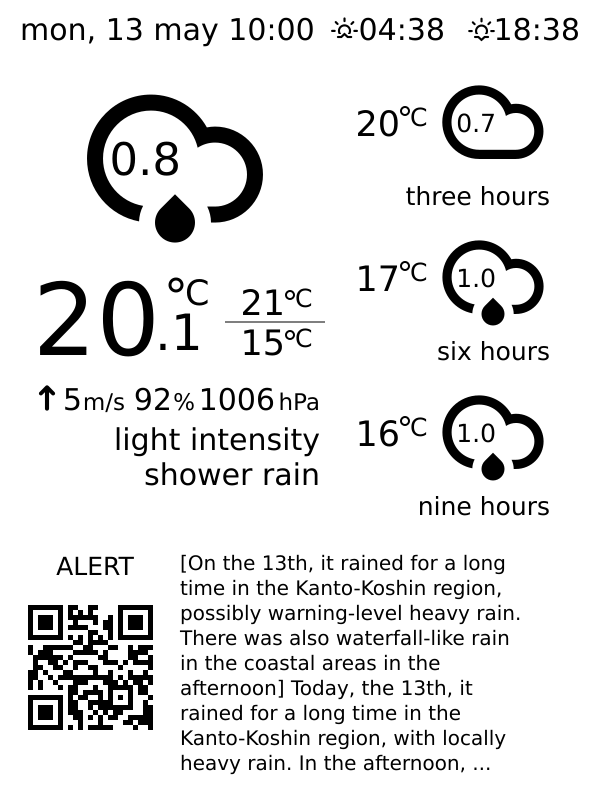 mon, 13 may 10:00 04:38 18:38
0.8
20.1°C
21°C
15°C
5m/s 92% 1006hPa
light intensity
shower rain
20°C 0.7
three hours
17°C 1.0
six hours
16°C 1.0
nine hours
ALERT
[On the 13th, it rained for a long
time in the Kanto-Koshin region,
possibly warning-level heavy rain.
There was also waterfall-like rain
in the coastal areas in the
afternoon] Today, the 13th, it
rained for a long time in the
Kanto-Koshin region, with locally
heavy rain. In the afternoon, ...